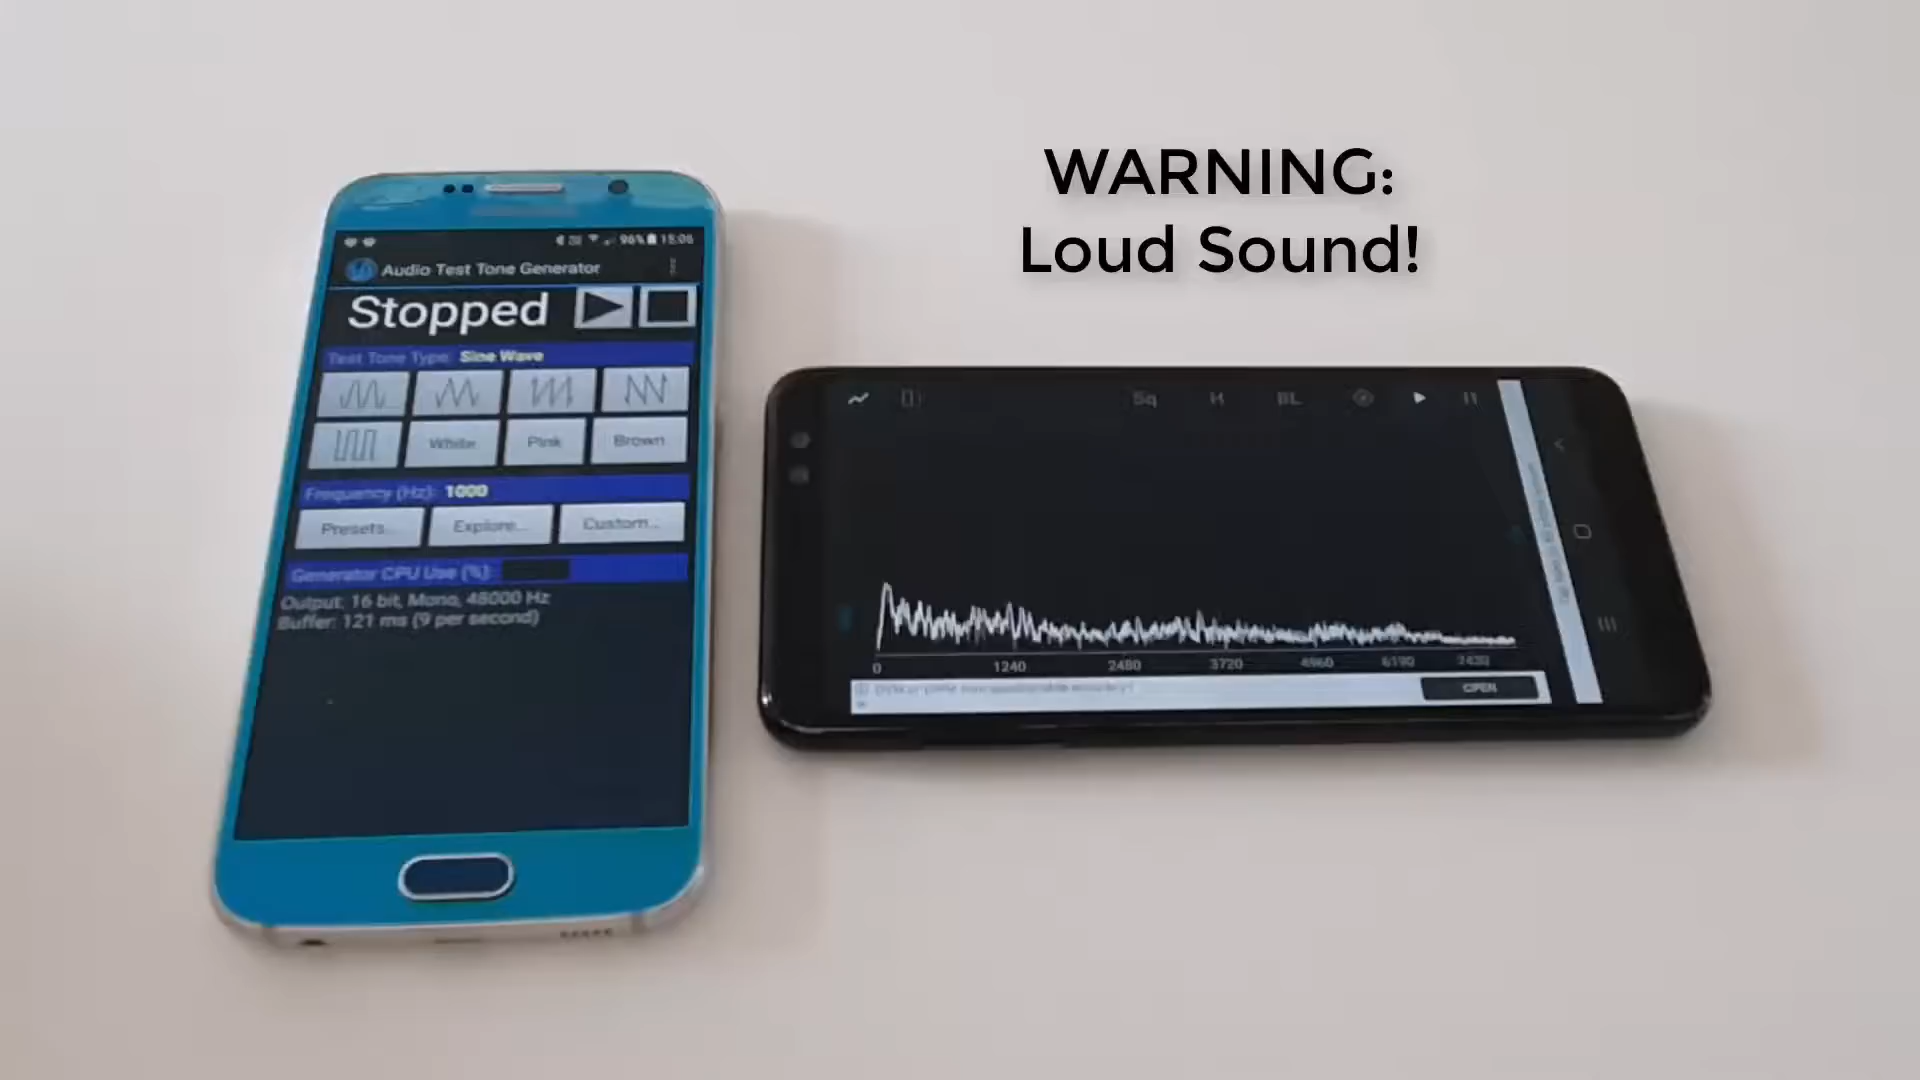 WARNING:
Loud Sound!
96% 15:06
Audio Test Tone Generator
Stopped
Test Tone Type: Sine Wave
White Pink Brown
Frequency (Hz): 1000
Presets... Explore... Custom...
Generator CPU Use (%):
Output: 16 bit, Mono, 48000 Hz
Buffer: 121 ms (9 per second)
Sq H BL
0 1240 2480 3720 4960 6190
OPEN